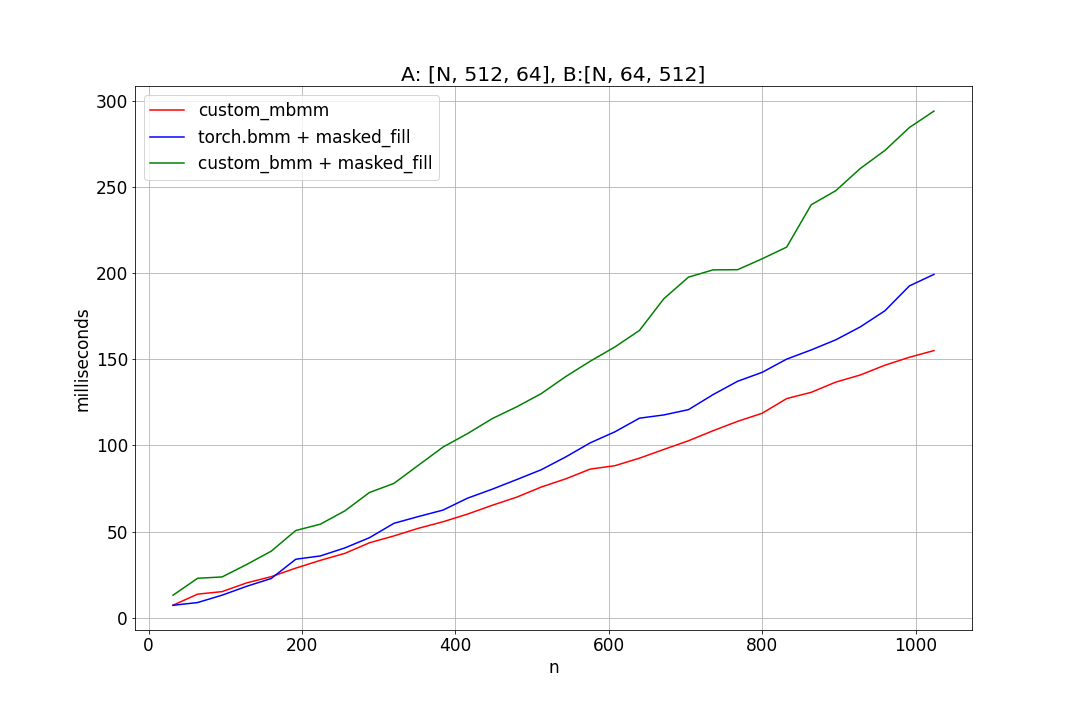 A: [N, 512, 64], B:[N, 64, 512]
custom_mbmm
torch.bmm + masked_fill
custom_bmm + masked_fill
300
250
200
150
100
50
0
milliseconds
0 200 400 600 800 1000
n